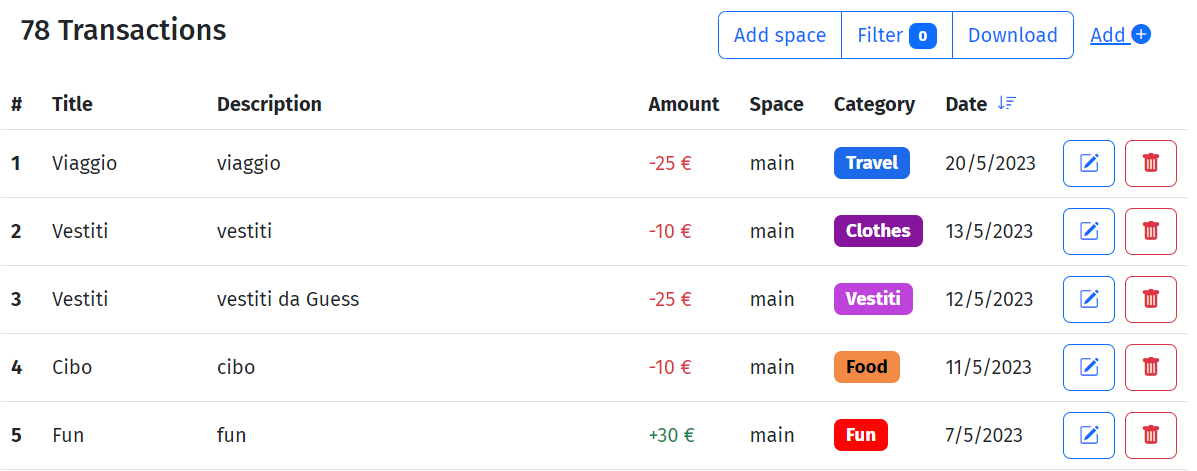 78 Transactions Add space Filter 0 Download Add
# Title Description Amount Space Category Date
1 Viaggio viaggio -25 € main Travel 20/5/2023
2 Vestiti vestiti -10 € main Clothes 13/5/2023
3 Vestiti vestiti da Guess -25 € main Vestiti 12/5/2023
4 Cibo cibo -10 € main Food 11/5/2023
5 Fun fun +30 € main Fun 7/5/2023